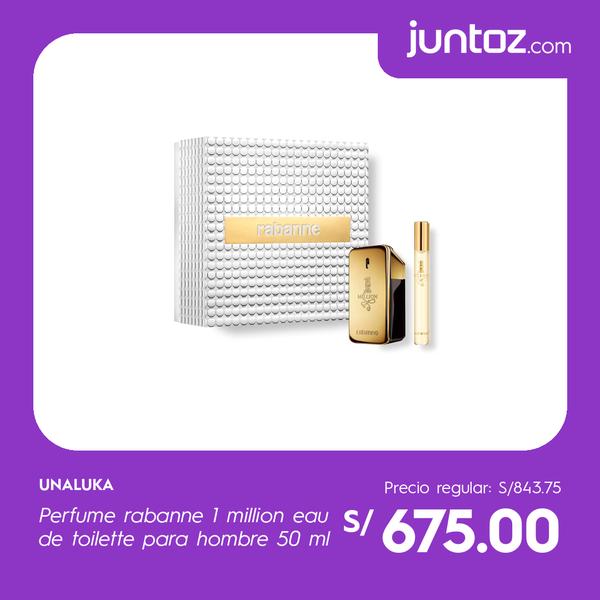 juntoz.com
rabanne
1
MILLION
rabanne
UNALUKA
Perfume rabanne 1 million eau
de toilette para hombre 50 ml
Precio regular: S/843.75
S/ 675.00